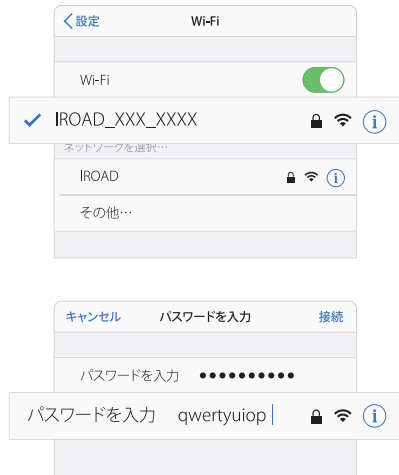 設定 Wi-Fi
Wi-Fi
IROAD_XXX_XXXX
ネットワークを選択…
IROAD
その他…
キャンセル パスワードを入力 接続
パスワードを入力 ●●●●●●●●●●
パスワードを入力 qwertyuiop